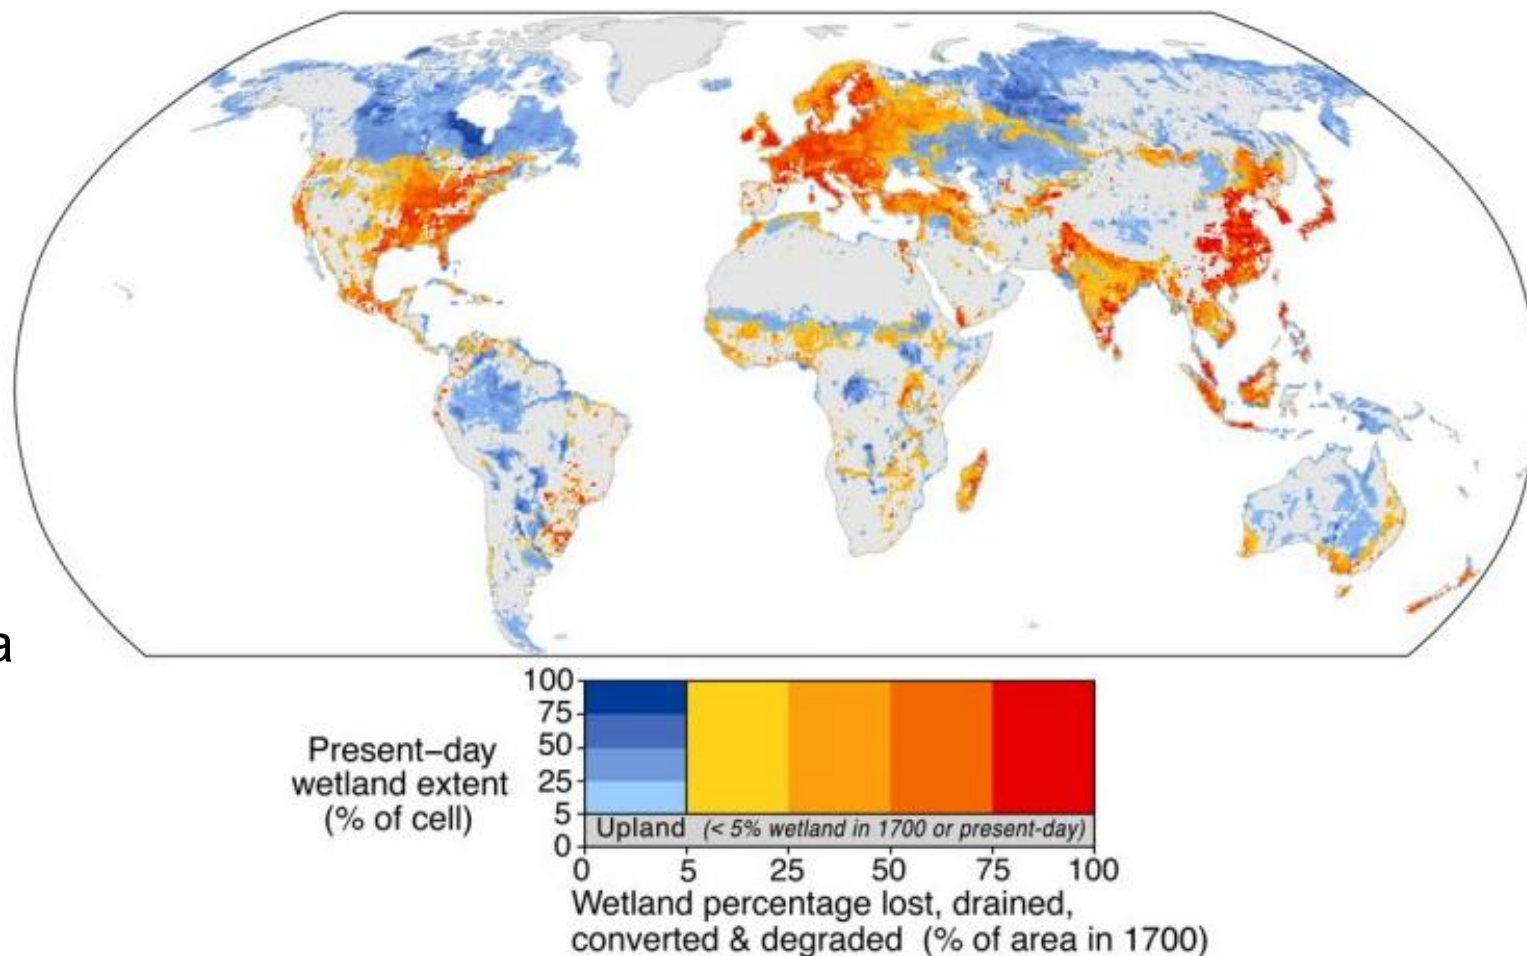 a
100
75
50
25
5
0
Present–day
wetland extent
(% of cell)
Upland (< 5% wetland in 1700 or present-day)
0 5 25 50 75 100
Wetland percentage lost, drained,
converted & degraded (% of area in 1700)